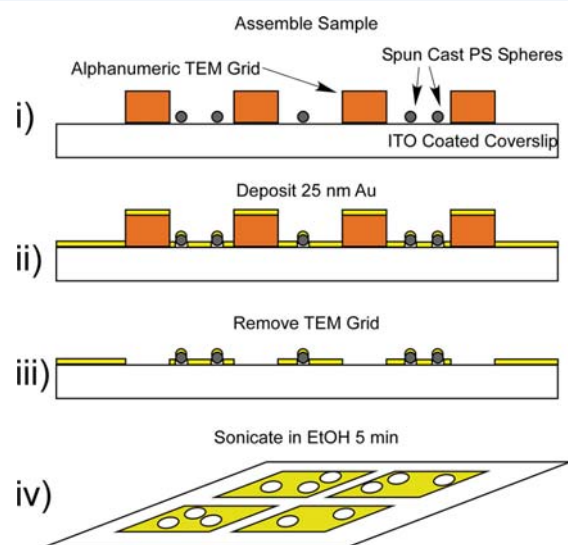 Assemble Sample
Alphanumeric TEM Grid
Spun Cast PS Spheres
i)
ITO Coated Coverslip
Deposit 25 nm Au
ii)
Remove TEM Grid
iii)
Sonicate in EtOH 5 min
iv)